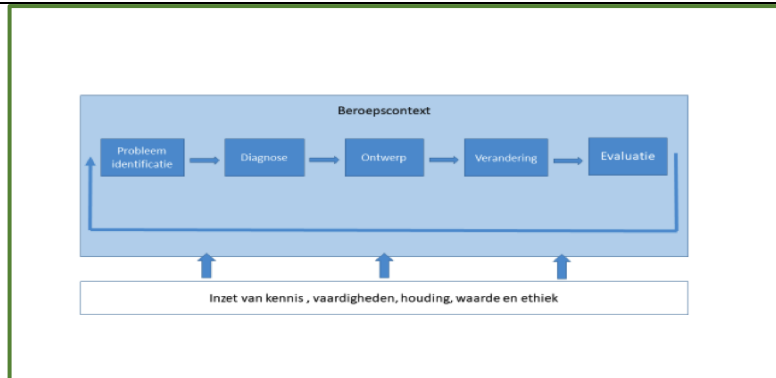 Beroepscontext
Probleem
identificatie
Diagnose
Ontwerp
Verandering
Evaluatie
Inzet van kennis , vaardigheden, houding, waarde en ethiek